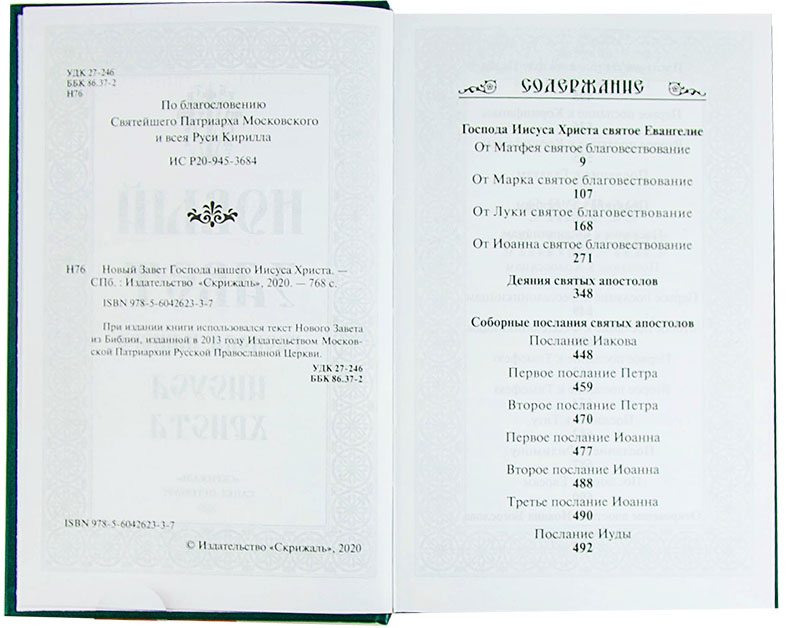 УДК 27-246
ББК 86.37-2
Н76
По благословению
Святейшего Патриарха Московского
и всея Руси Кирилла
ИС Р20-945-3684
Н76 Новый Завет Господа нашего Иисуса Христа. —
СПб. : Издательство «Скрижаль», 2020. — 768 с.
ISBN 978-5-6042623-3-7
При издании книги использовался текст Нового Завета
из Библии, изданной в 2013 году Издательством Москов-
ской Патриархии Русской Православной Церкви.
УДК 27-246
ББК 86.37-2
ISBN 978-5-6042623-3-7
© Издательство «Скрижаль», 2020
СОДЕРЖАНИЕ
Господа Иисуса Христа святое Евангелие
От Матфея святое благовествование
9
От Марка святое благовествование
107
От Луки святое благовествование
168
От Иоанна святое благовествование
271
Деяния святых апостолов
348
Соборные послания святых апостолов
Послание Иакова
448
Первое послание Петра
459
Второе послание Петра
470
Первое послание Иоанна
477
Второе послание Иоанна
488
Третье послание Иоанна
490
Послание Иуды
492